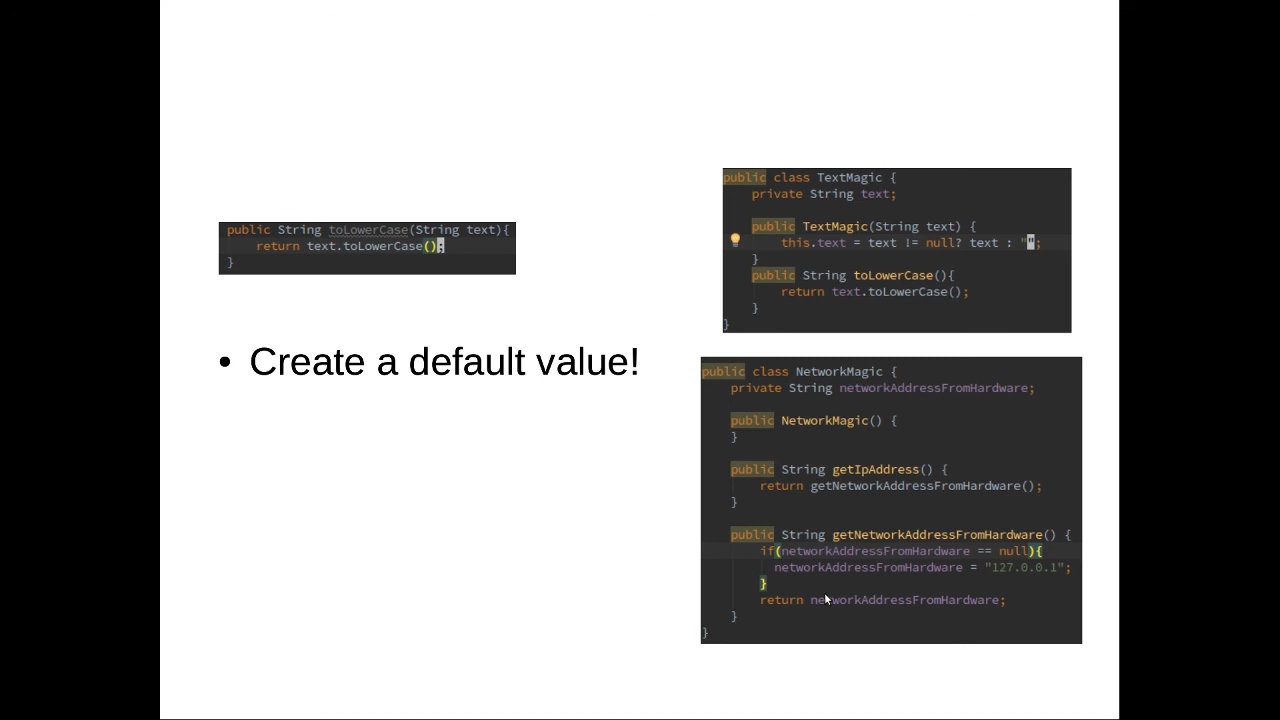 public String toLowerCase(String text){
return text.toLowerCase();
}
• Create a default value!
public class TextMagic {
private String text;
public TextMagic(String text) {
this.text = text != null? text : "";
}
public String toLowerCase(){
return text.toLowerCase();
}
}
public class NetworkMagic {
private String networkAddressFromHardware;
public NetworkMagic() {
}
public String getIpAddress() {
return getNetworkAddressFromHardware();
}
public String getNetworkAddressFromHardware() {
if(networkAddressFromHardware == null){
networkAddressFromHardware = "127.0.0.1";
}
return networkAddressFromHardware;
}
}